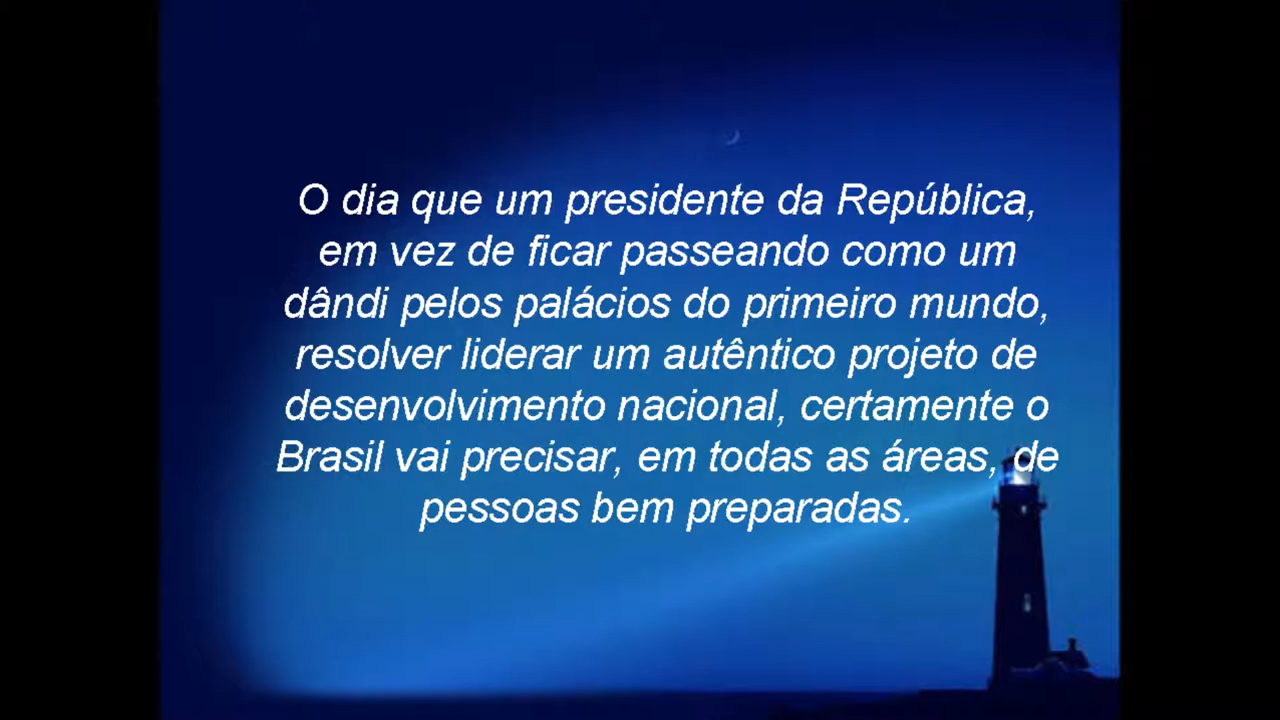 O dia que um presidente da República,
em vez de ficar passeando como um
dândi pelos palácios do primeiro mundo,
resolver liderar um autêntico projeto de
desenvolvimento nacional, certamente o
Brasil vai precisar, em todas as áreas, de
pessoas bem preparadas.